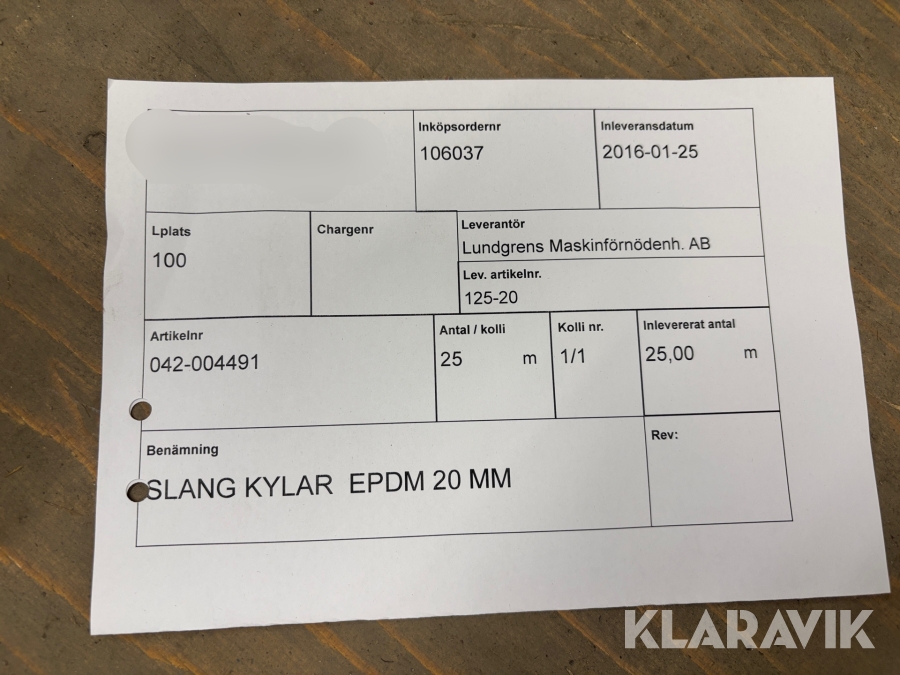 Inköpsordernr
106037
Inleveransdatum
2016-01-25
Lplats
100
Chargenr
Leverantör
Lundgrens Maskinförnödenh. AB
Lev. artikelnr.
125-20
Artikelnr
042-004491
Antal / kolli
25 m
Kolli nr.
1/1
Inlevererat antal
25,00 m
Benämning
SLANG KYLAR EPDM 20 MM
Rev:
KLARAVIK